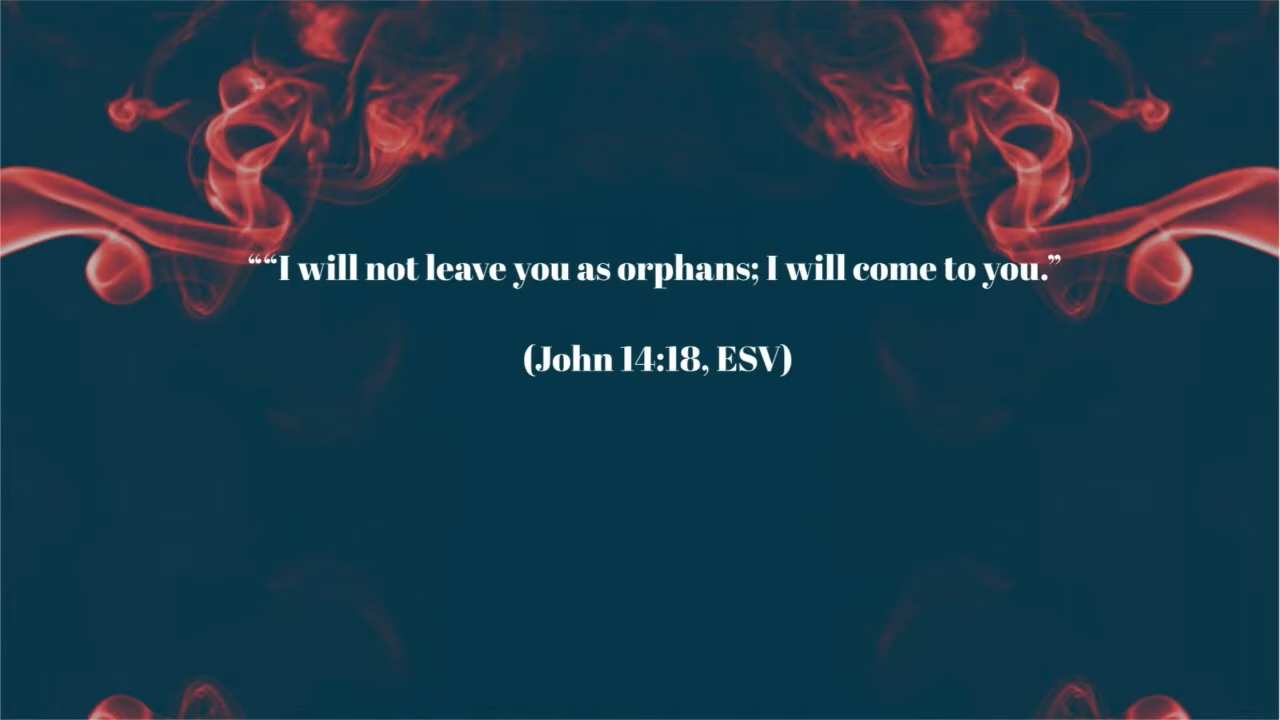 ““I will not leave you as orphans; I will come to you.”
(John 14:18, ESV)